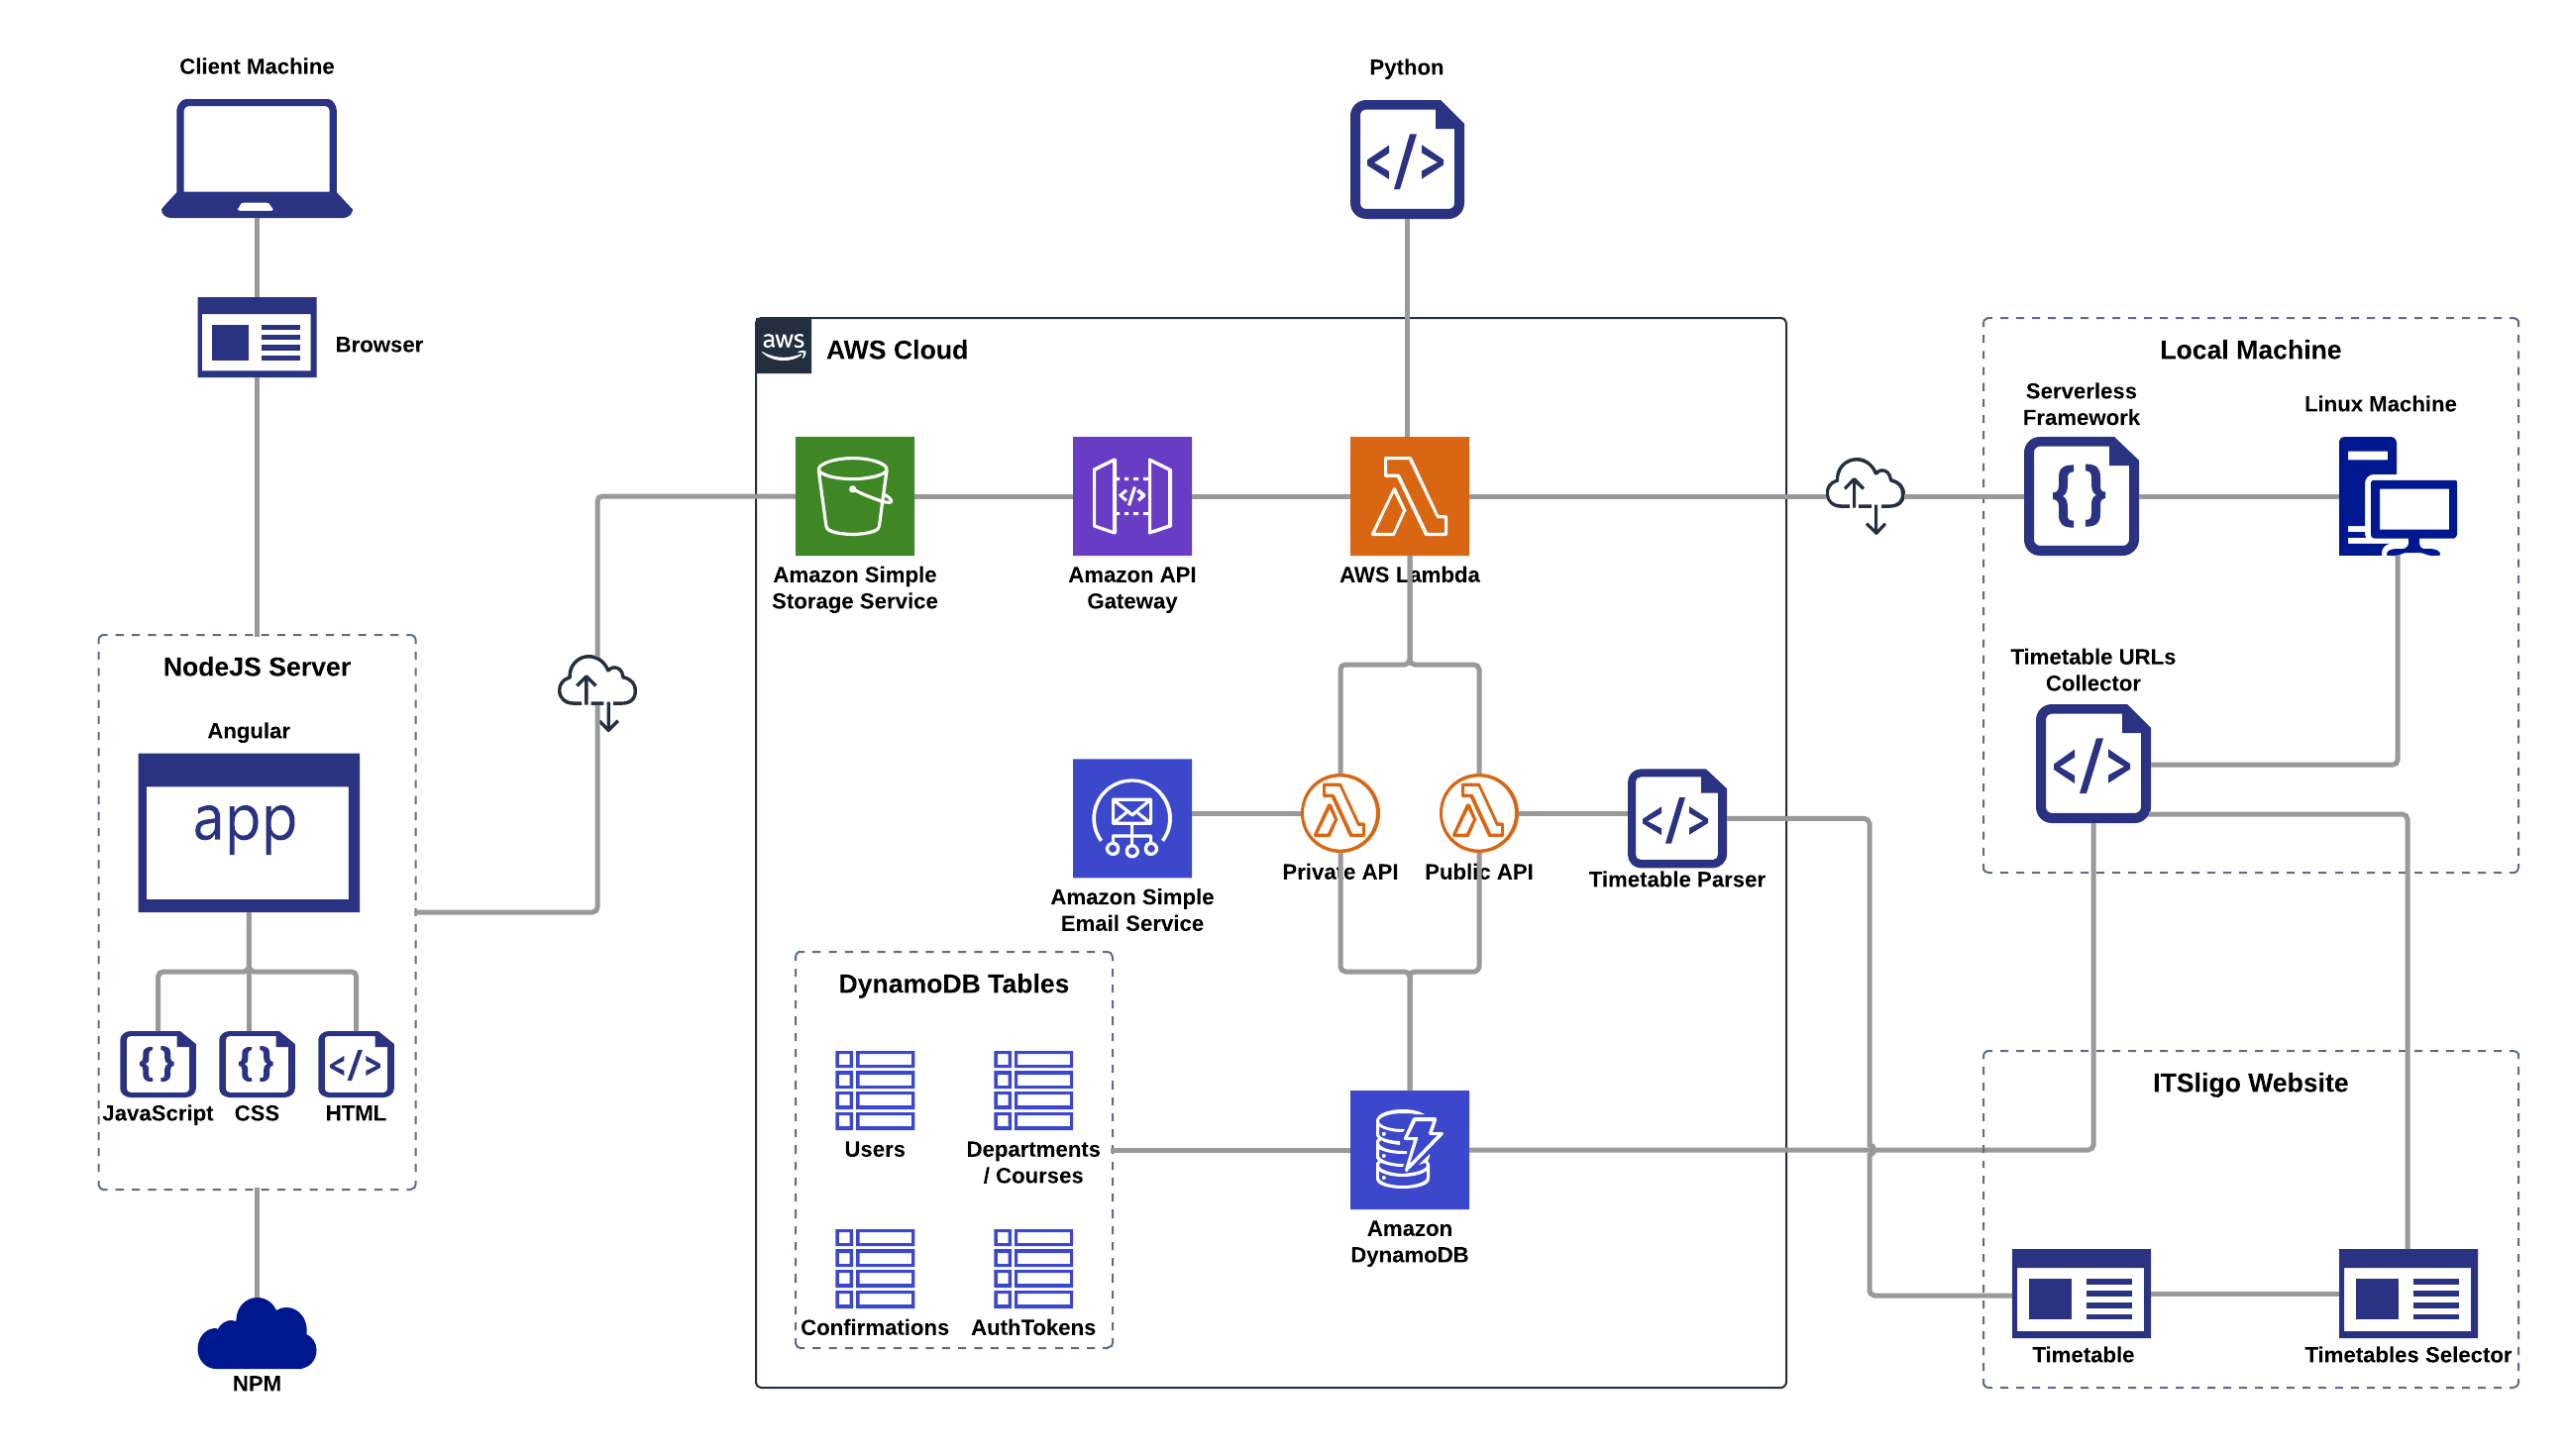 Client Machine
Browser
NodeJS Server
Angular
app
{ }
{ }
</>
JavaScript
CSS
HTML
NPM
Python
</>
aws
AWS Cloud
</>
Amazon Simple
Storage Service
Amazon API
Gateway
AWS Lambda
Amazon Simple
Email Service
Private API
Public API
</>
Timetable Parser
DynamoDB Tables
Users
Departments
/ Courses
Confirmations
AuthTokens
Amazon
DynamoDB
Local Machine
Serverless
Framework
{}
Linux Machine
Timetable URLs
Collector
</>
ITSligo Website
Timetable
Timetables Selector